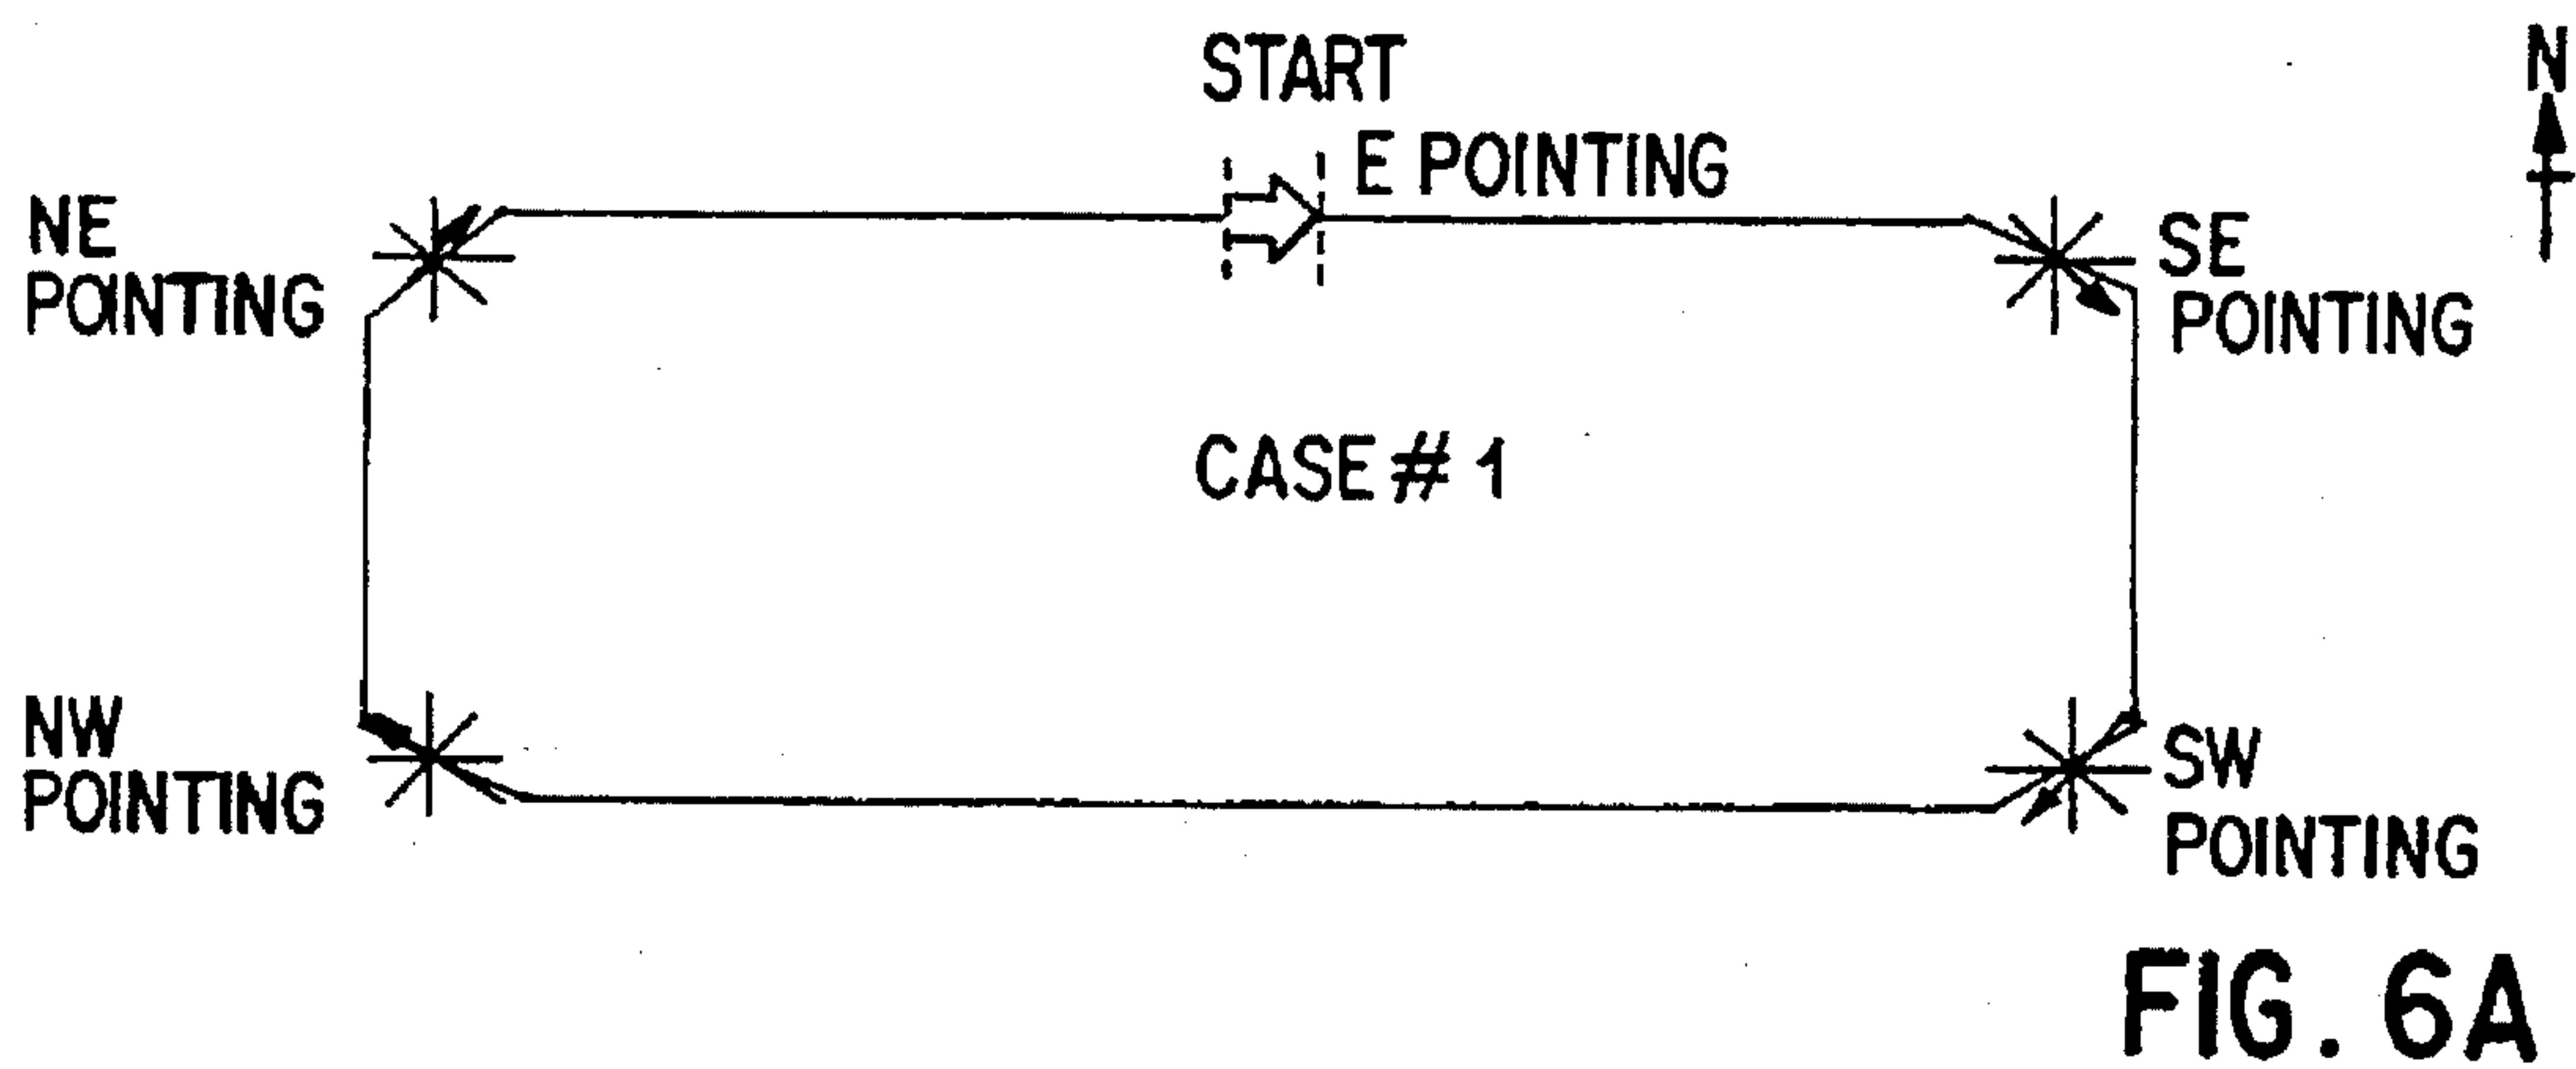 START
N
E POINTING
NE
POINTING
SE
POINTING
CASE # 1
NW
POINTING
SW
POINTING
FIG. 6A